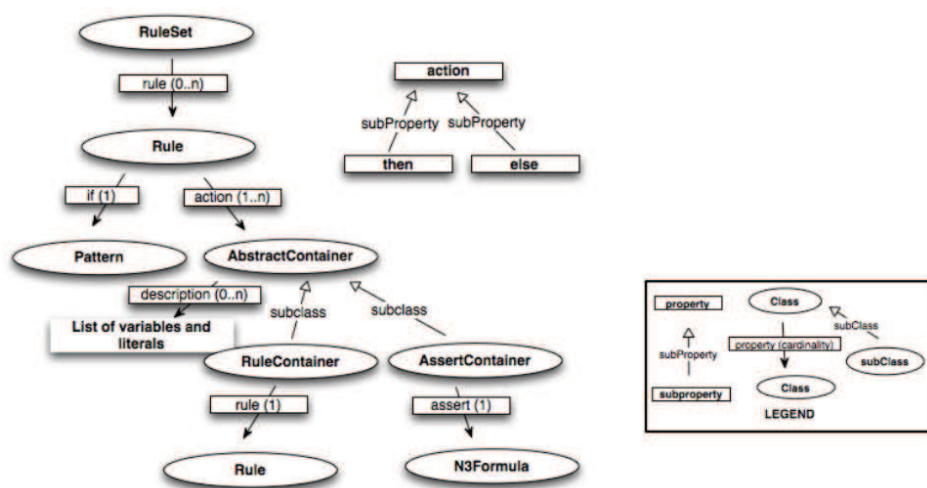 RuleSet
rule (0..n)
Rule
if (1)
action (1..n)
Pattern
AbstractContainer
description (0..n)
List of variables and
literals
subclass
subclass
RuleContainer
AssertContainer
rule (1)
assert (1)
Rule
N3Formula
action
subProperty
subProperty
then
else
property
Class
subProperty
subClass
property (cardinality)
subClass
subproperty
Class
LEGEND